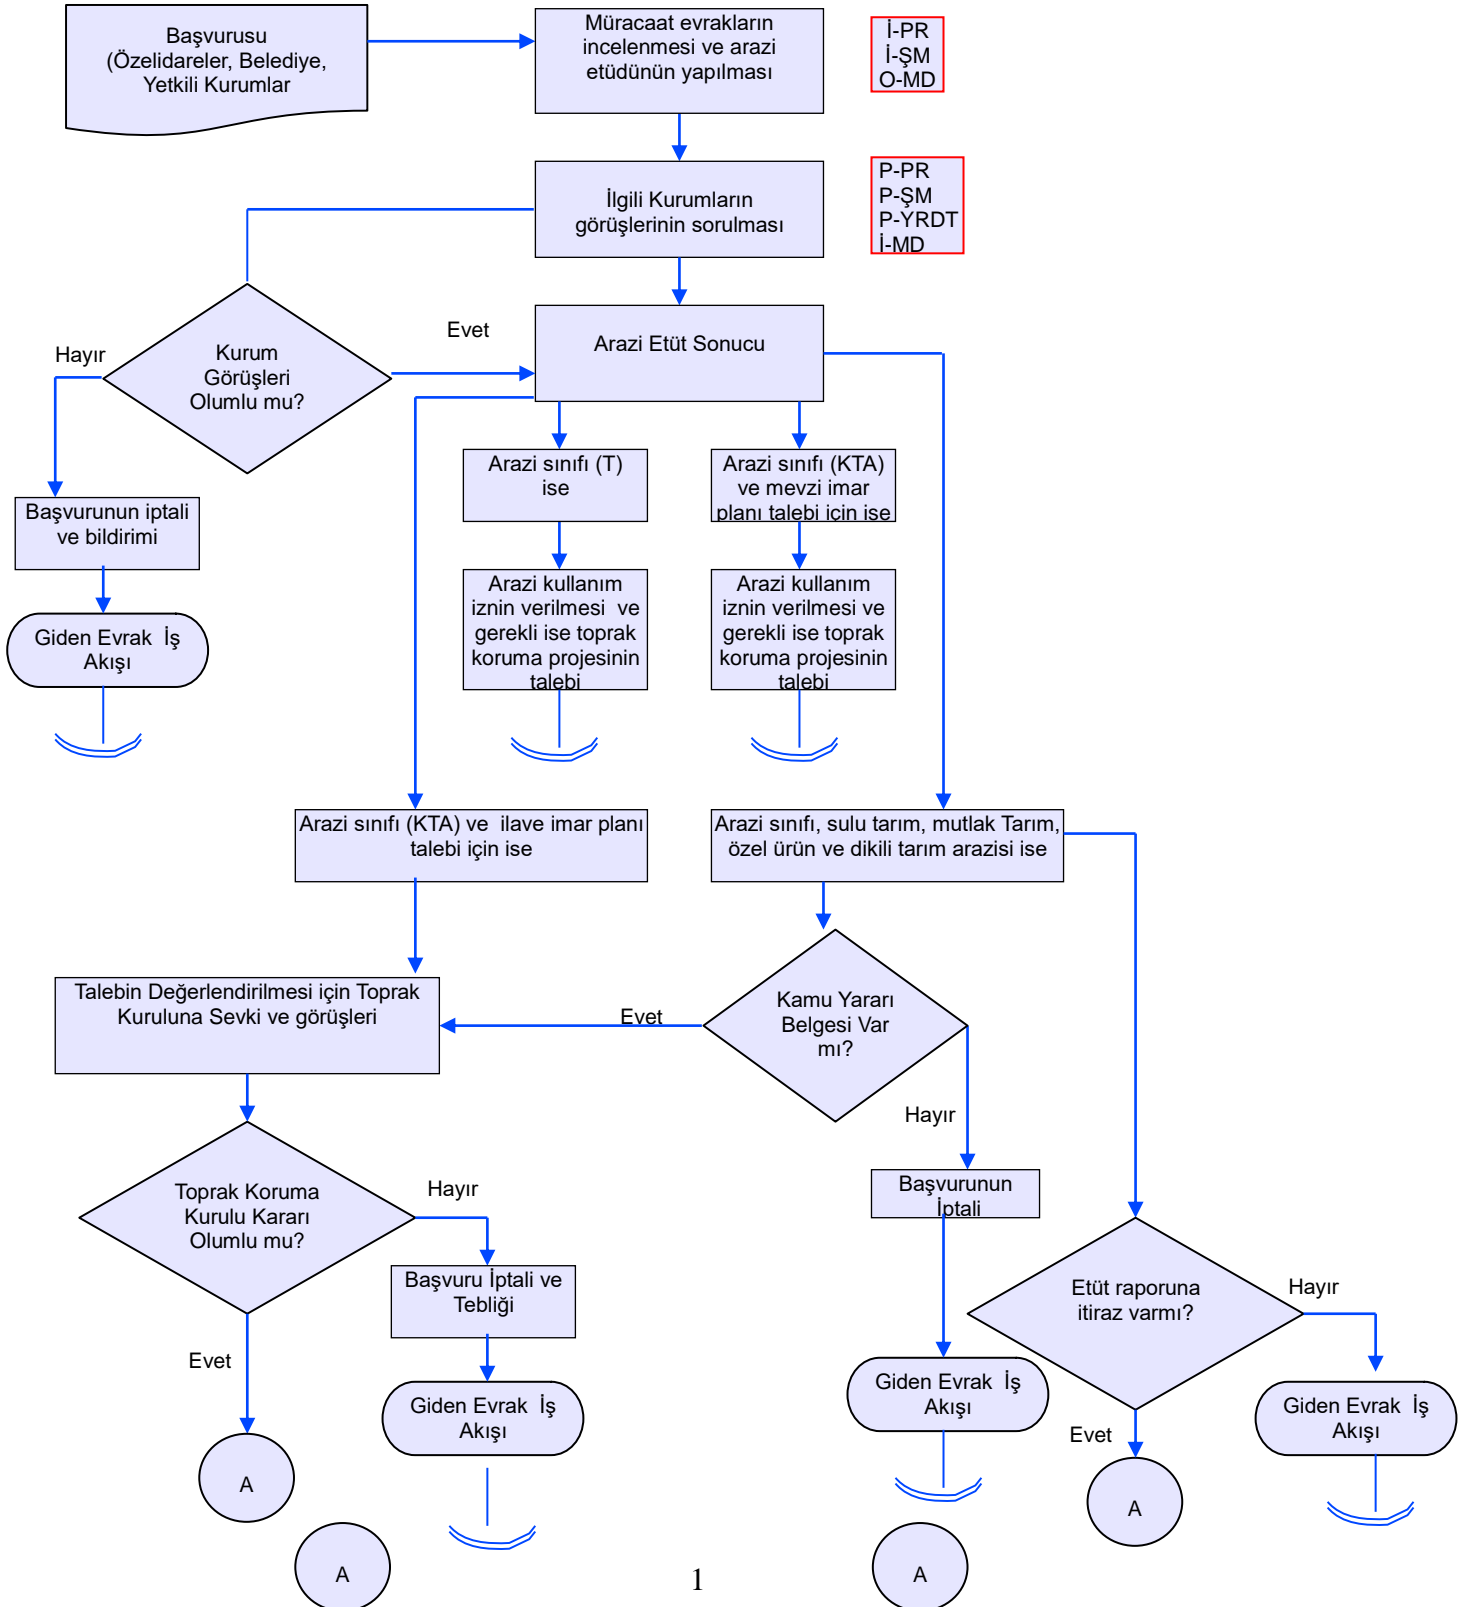 Başvurusu
(Özelidareler, Belediye,
Yetkili Kurumlar
Müracaat evrakların
incelenmesi ve arazi
etüdünün yapılması
İ-PR
İ-ŞM
O-MD
İlgili Kurumların
görüşlerinin sorulması
P-PR
P-ŞM
P-YRDT
İ-MD
Kurum
Görüşleri
Olumlu mu?
Hayır
Evet
Arazi Etüt Sonucu
Başvurunun iptali
ve bildirimi
Giden Evrak İş
Akışı
Arazi sınıfı (T)
ise
Arazi sınıfı (KTA)
ve mevzi imar
planı talebi için ise
Arazi kullanım
iznin verilmesi ve
gerekli ise toprak
koruma projesinin
talebi
Arazi kullanım
iznin verilmesi ve
gerekli ise toprak
koruma projesinin
talebi
Arazi sınıfı (KTA) ve ilave imar planı
talebi için ise
Arazi sınıfı, sulu tarım, mutlak Tarım,
özel ürün ve dikili tarım arazisi ise
Talebin Değerlendirilmesi için Toprak
Kuruluna Sevki ve görüşleri
Evet
Kamu Yararı
Belgesi Var
mı?
Hayır
Toprak Koruma
Kurulu Kararı
Olumlu mu?
Hayır
Başvurunun
İptali
Başvuru İptali ve
Tebliği
Etüt raporuna
itiraz varmı?
Hayır
Evet
Giden Evrak İş
Akışı
Giden Evrak İş
Akışı
Giden Evrak İş
Akışı
Evet
A
A
A
A
1